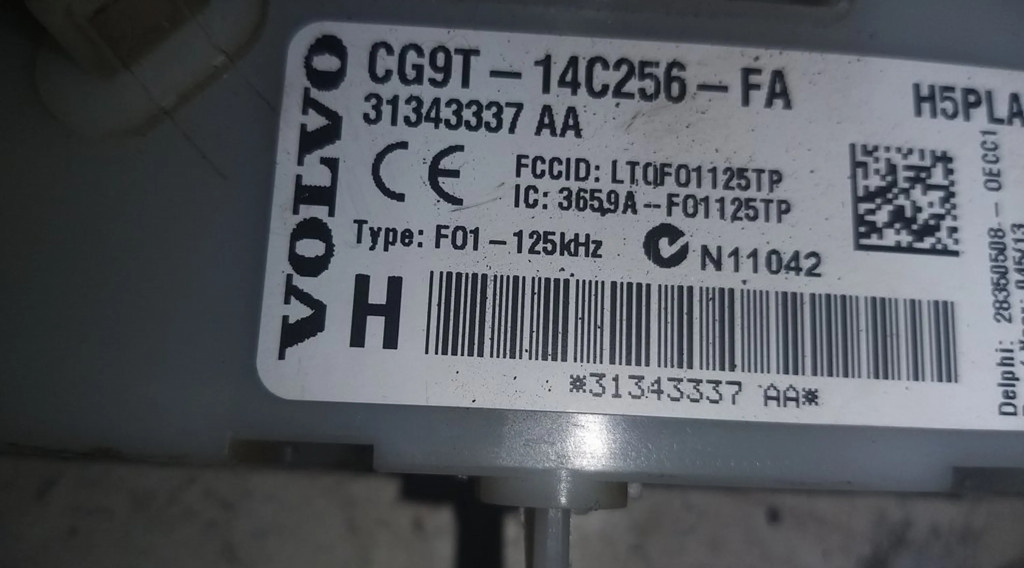 VOLVO
CG9T-14C256-FA
H5PLA
31343337 AA
CE
FCCID: LTQF01125TP
IC: 3659A-F01125TP
Type: F01-125kHz
N11042
H
*31343337 AA*
Delphi: 28350508-0ECC1